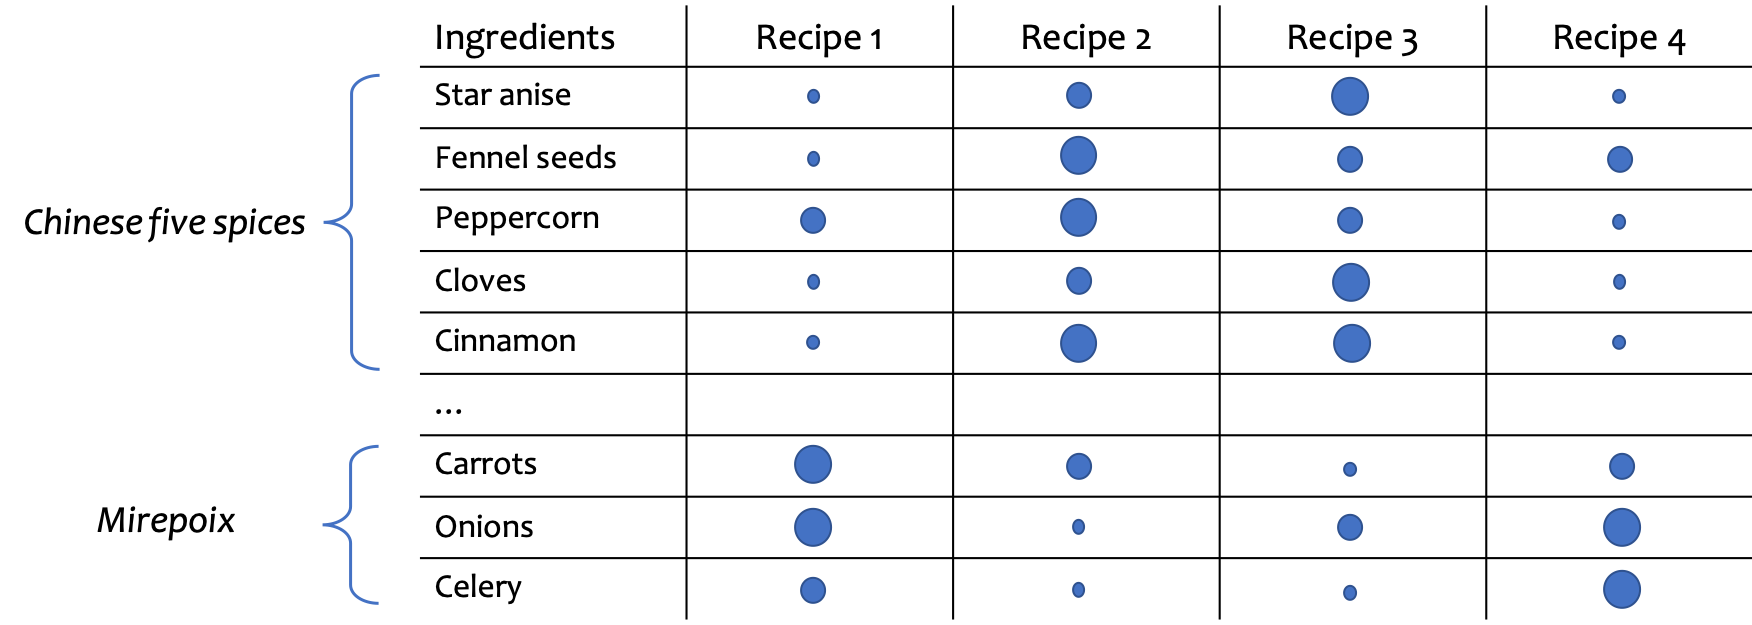 Ingredients Recipe 1 Recipe 2 Recipe 3 Recipe 4
Star anise
Fennel seeds
Chinese five spices
Peppercorn
Cloves
Cinnamon
...
Carrots
Mirepoix
Onions
Celery